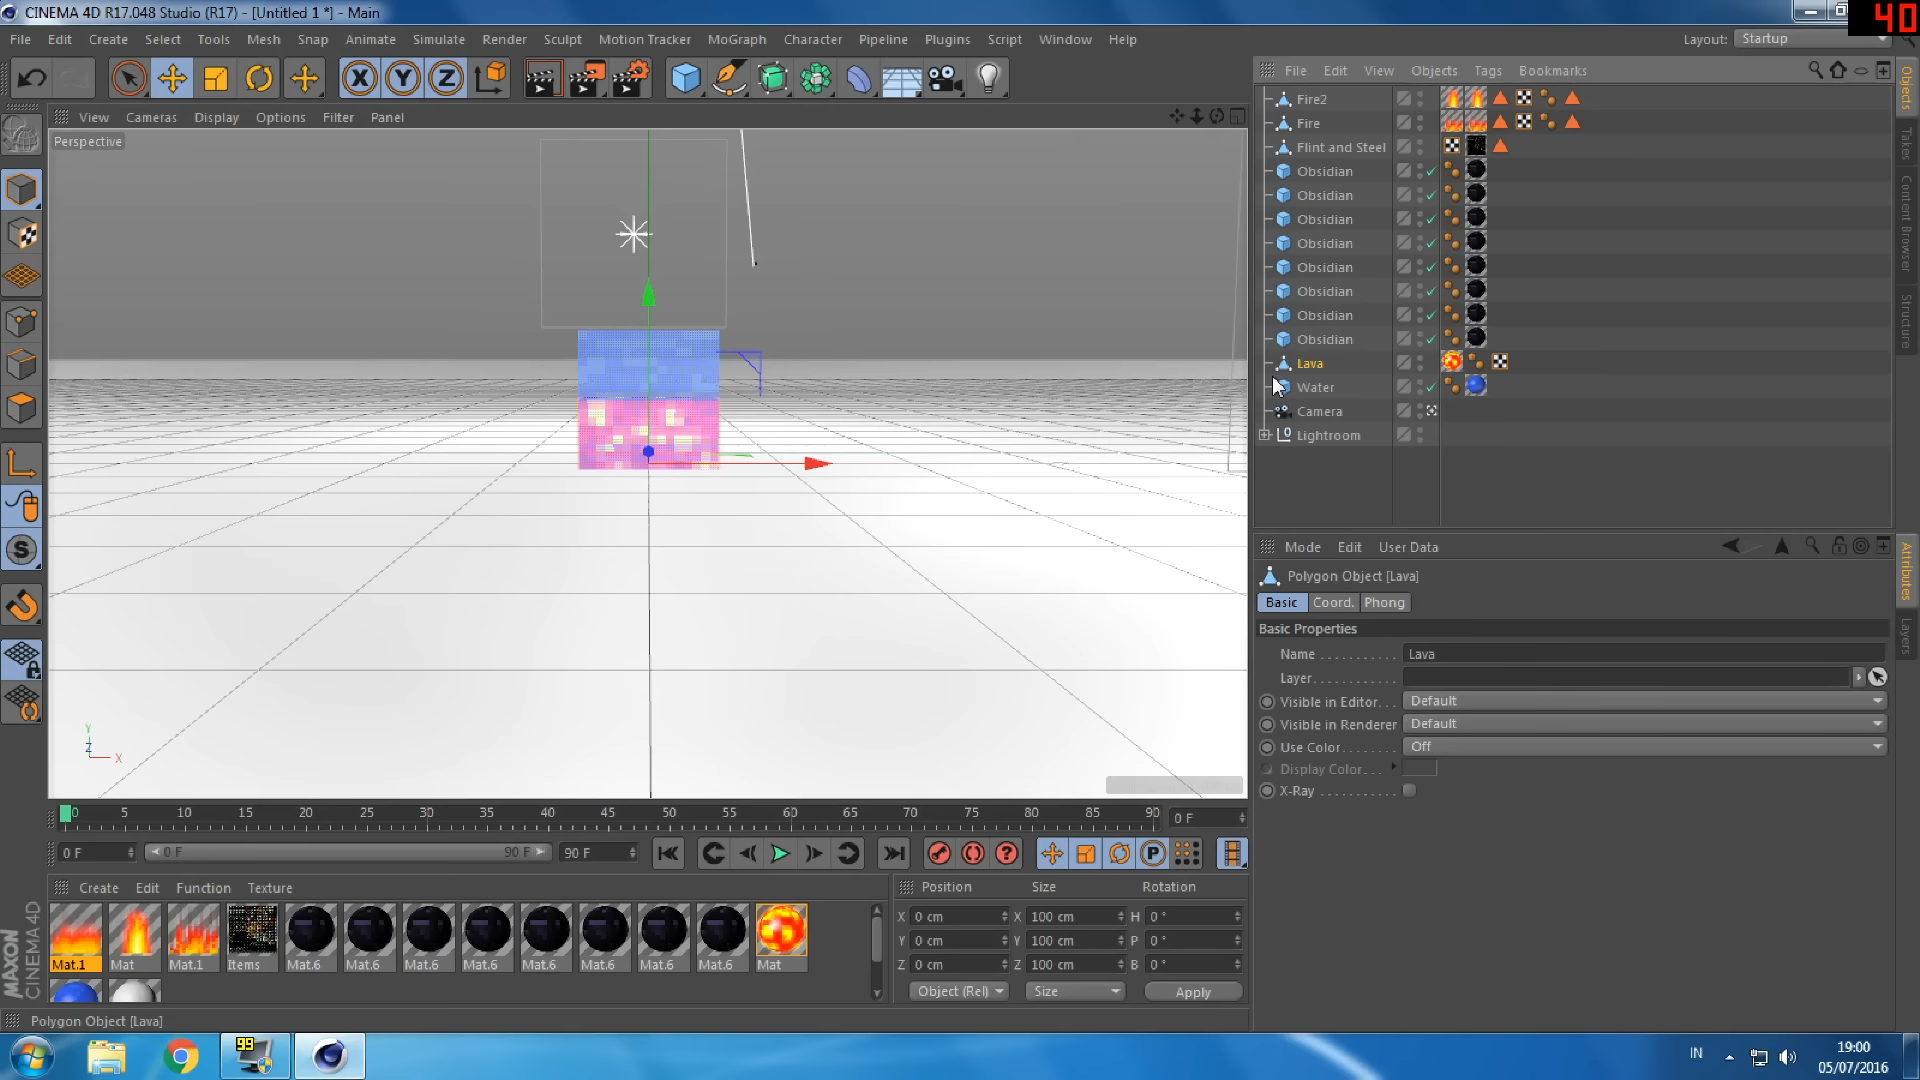 CINEMA 4D R17.048 Studio (R17) - [Untitled 1 *] - Main
40
File Edit Create Select Tools Mesh Snap Animate Simulate Render Sculpt Motion Tracker MoGraph Character Pipeline Plugins Script Window Help
Layout: Startup
X Y Z
File Edit View Objects Tags Bookmarks
View Cameras Display Options Filter Panel
Perspective
Fire2
Fire
Flint and Steel
Obsidian
Obsidian
Obsidian
Obsidian
Obsidian
Obsidian
Obsidian
Obsidian
Lava
Water
Camera
Lightroom
Objects
Takes
Content Browser
Structure
Mode Edit User Data
Polygon Object [Lava]
Basic Coord. Phong
Basic Properties
Name Lava
Layer
Visible in Editor Default
Visible in Renderer Default
Use Color Off
Display Color
X-Ray
Attributes
Layers
S
Y
Z
X
0 5 10 15 20 25 30 35 40 45 50 55 60 65 70 75 80 85 90
0 F
0 F 0 F 90 F 90 F
P
Create Edit Function Texture
Mat.1 Mat Mat.1 Items Mat.6 Mat.6 Mat.6 Mat.6 Mat.6 Mat.6 Mat.6 Mat.6 Mat
MAXON
CINEMA 4D
Position Size Rotation
X 0 cm X 100 cm H 0 °
Y 0 cm Y 100 cm P 0 °
Z 0 cm Z 100 cm B 0 °
Object (Rel) Size Apply
Polygon Object [Lava]
99
IN
19:00
05/07/2016